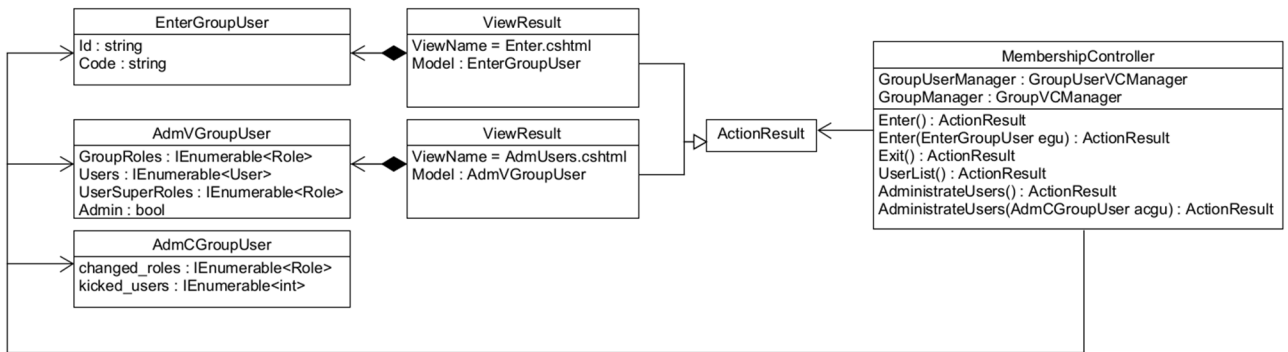 EnterGroupUser
Id : string
Code : string
ViewResult
ViewName = Enter.cshtml
Model : EnterGroupUser
AdmVGroupUser
GroupRoles : IEnumerable<Role>
Users : IEnumerable<User>
UserSuperRoles : IEnumerable<Role>
Admin : bool
ViewResult
ViewName = AdmUsers.cshtml
Model : AdmVGroupUser
AdmCGroupUser
changed_roles : IEnumerable<Role>
kicked_users : IEnumerable<int>
ActionResult
MembershipController
GroupUserManager : GroupUserVCManager
GroupManager : GroupVCManager
Enter() : ActionResult
Enter(EnterGroupUser egu) : ActionResult
Exit() : ActionResult
UserList() : ActionResult
AdministrateUsers() : ActionResult
AdministrateUsers(AdmCGroupUser acgu) : ActionResult